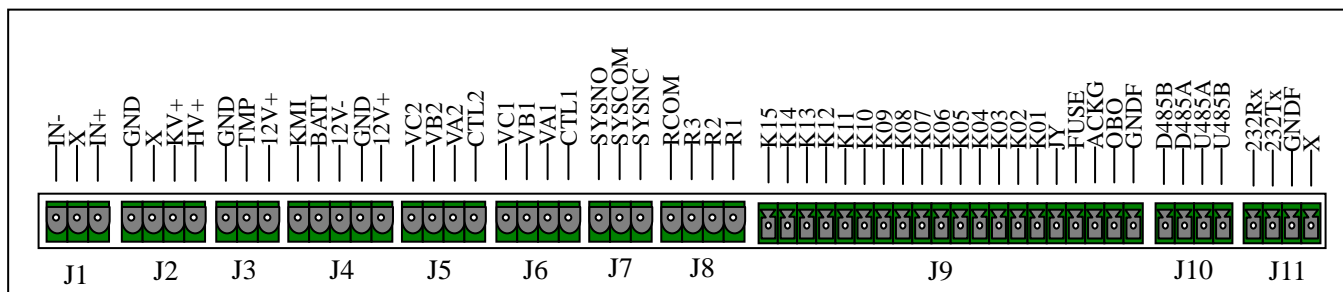 IN-
X
IN+
GND
X
KV+
HV+
GND
TMP
12V+
KMI
BATI
12V-
GND
12V+
VC2
VB2
VA2
CTL2
VC1
VB1
VA1
CTL1
SYSNO
SYSCOM
SYSNC
RCOM
R3
R2
R1
K15
K14
K13
K12
K11
K10
K09
K08
K07
K06
K05
K04
K03
K02
K01
JY
FUSE
ACKG
OBO
GNDF
D485B
D485A
U485A
U485B
232Rx
232Tx
GNDF
X
J1
J2
J3
J4
J5
J6
J7
J8
J9
J10
J11